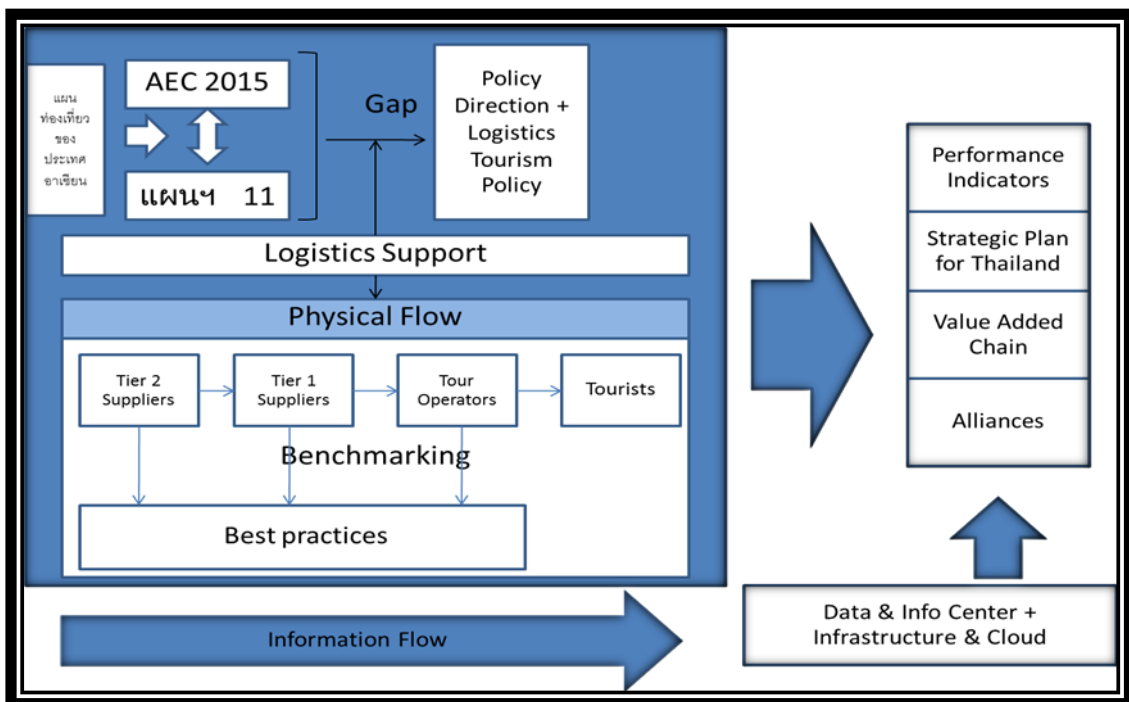 แผน
ท่องเที่ยว
ของ
ประเทศ
อาเซียน
AEC 2015
แผนฯ 11
Gap
Policy
Direction +
Logistics
Tourism
Policy
Logistics Support
Physical Flow
Tier 2
Suppliers
Tier 1
Suppliers
Tour
Operators
Tourists
Benchmarking
Best practices
Information Flow
Performance
Indicators
Strategic Plan
for Thailand
Value Added
Chain
Alliances
Data & Info Center +
Infrastructure & Cloud